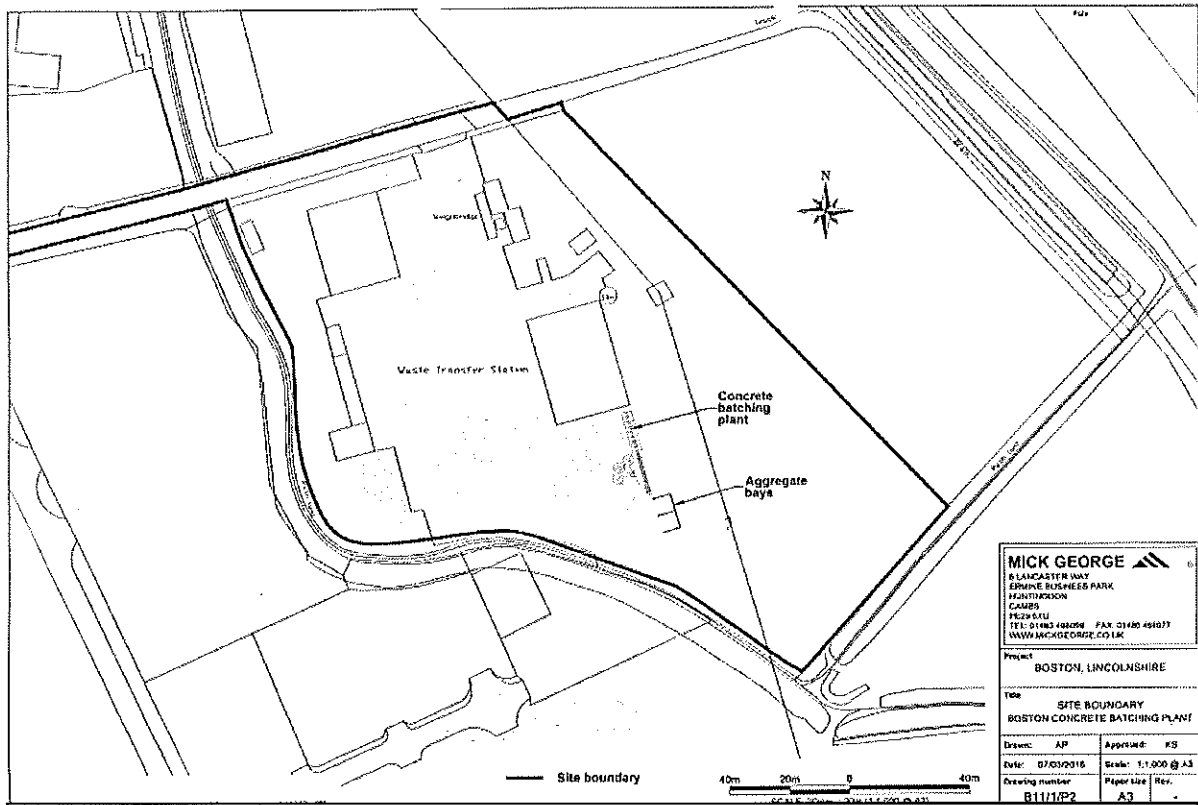 N
Weighbridge
Waste Transfer Station
Concrete
batching
plant
Aggregate
bays
Site boundary
40m 20m 0 40m
MICK GEORGE
6 LANCASTER WAY
ERMINE BUSINESS PARK
HUNTINGDON
CAMBS
WWW.MICKGEORGE.CO.UK
Project
BOSTON, LINCOLNSHIRE
Title
SITE BOUNDARY
BOSTON CONCRETE BATCHING PLANT
Drawn: AP Approved: KS
Date: 07/03/2016 Scale: 1:1,000 @ A3
Drawing number Paper size Rev.
B11/1/P2 A3 -